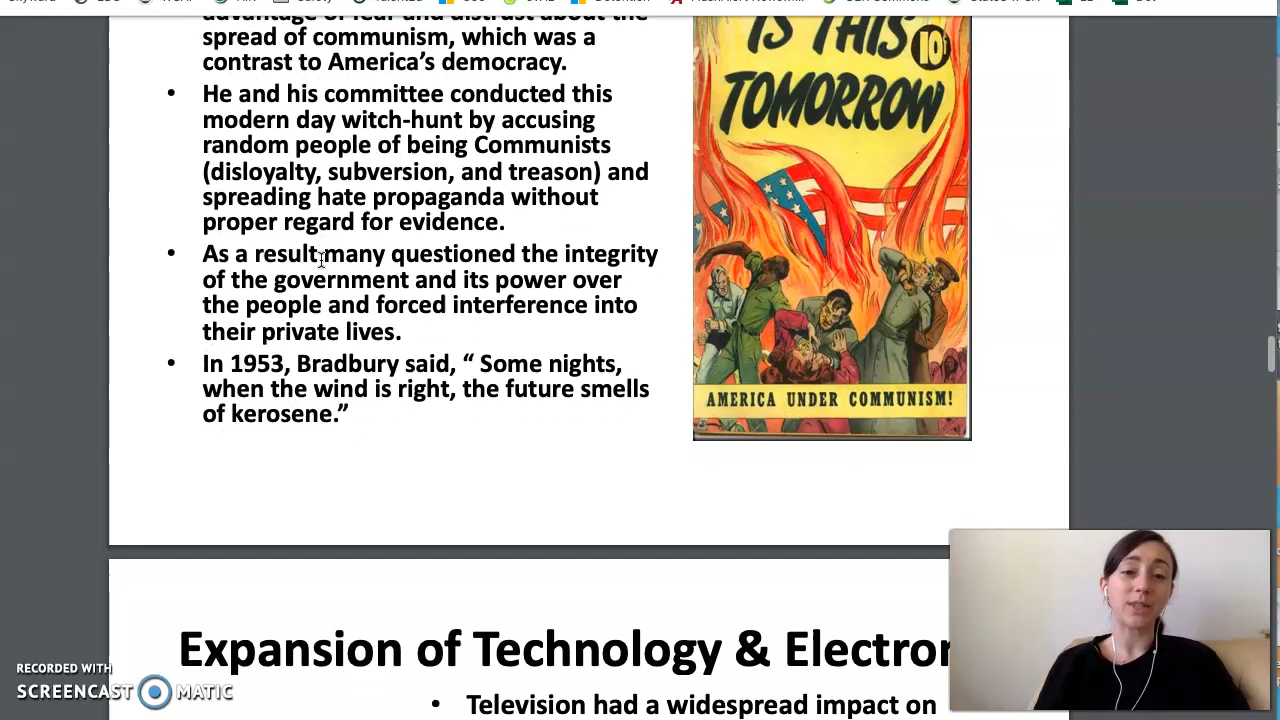 advantage of fear and distrust about the
spread of communism, which was a
contrast to America’s democracy.
• He and his committee conducted this
modern day witch-hunt by accusing
random people of being Communists
(disloyalty, subversion, and treason) and
spreading hate propaganda without
proper regard for evidence.
• As a result many questioned the integrity
of the government and its power over
the people and forced interference into
their private lives.
• In 1953, Bradbury said, “ Some nights,
when the wind is right, the future smells
of kerosene.”
IS THIS
10¢
TOMORROW
AMERICA UNDER COMMUNISM!
Expansion of Technology & Electron
• Television had a widespread impact on
RECORDED WITH
SCREENCAST MATIC